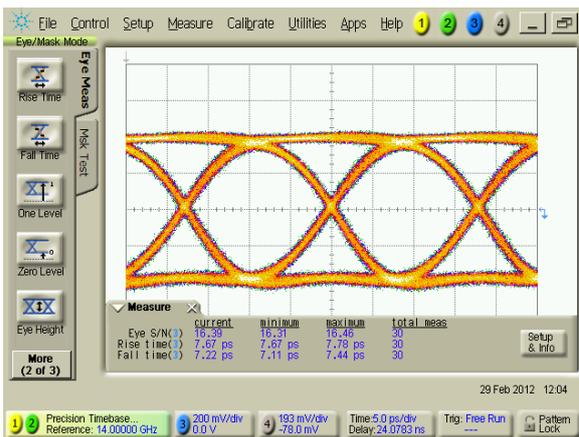 File Control Setup Measure Calibrate Utilities Apps Help 1 2 3 4
Eye/Mask Mode
Eye Meas
Msk Test
Rise Time
Fall Time
One Level
Zero Level
Eye Height
More
(2 of 3)
Measure
current minimum maximum total meas
Eye S/N(3) 16.39 16.31 16.46 30
Rise time(3) 7.67 ps 7.67 ps 7.78 ps 30
Fall time(3) 7.22 ps 7.11 ps 7.44 ps 30
Setup
& Info
29 Feb 2012 12:04
1 2 Precision Timebase...
Reference: 14.00000 GHz
3 200 mV/div
0.0 V
4 193 mV/div
-78.0 mV
Time:5.0 ps/div
Delay:24.0783 ns
Trig: Free Run
---
Pattern
Lock